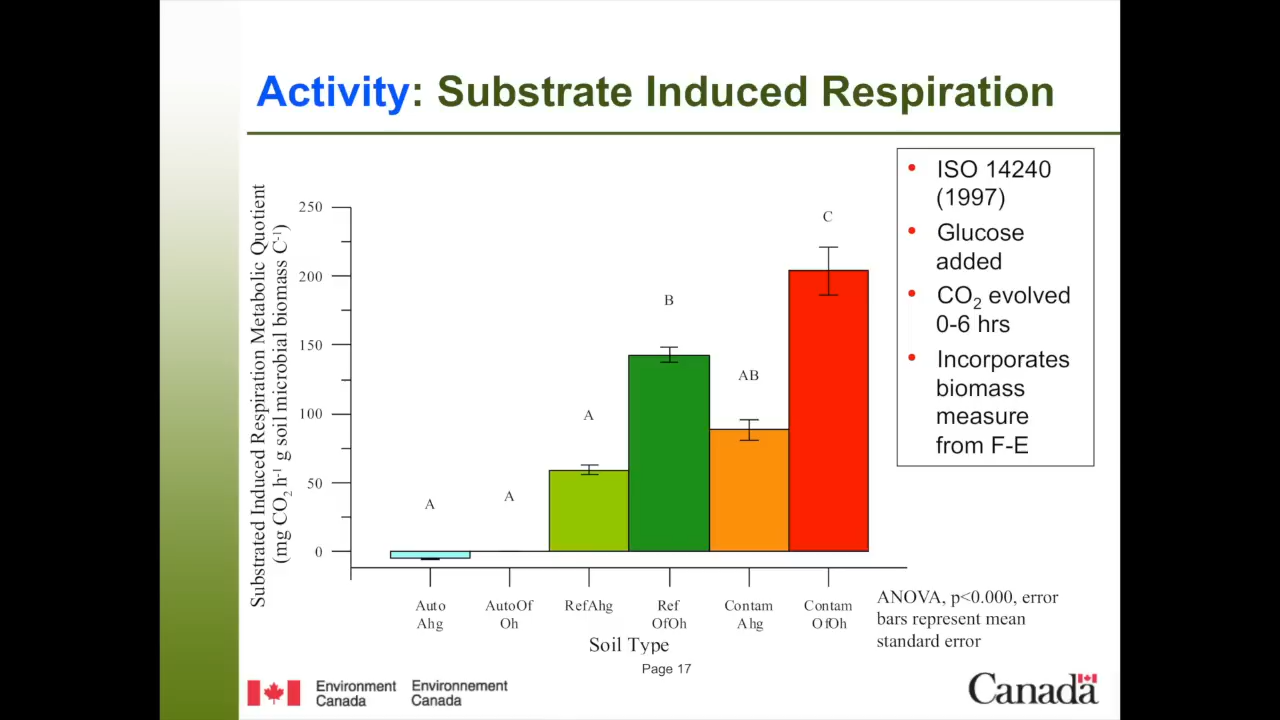 Activity: Substrate Induced Respiration
Substrated Induced Respiration Metabolic Quotient
(mg CO₂ h⁻¹ g soil microbial biomass C⁻¹)
250
200
150
100
50
0
A
A
A
B
AB
C
Auto
Ahg
AutoOf
Oh
RefAhg
Ref
OfOh
Contam
Ahg
Contam
OfOh
Soil Type
ISO 14240
(1997)
Glucose
added
CO₂ evolved
0-6 hrs
Incorporates
biomass
measure
from F-E
ANOVA, p<0.000, error
bars represent mean
standard error
Page 17
Environment
Canada
Environnement
Canada
Canada